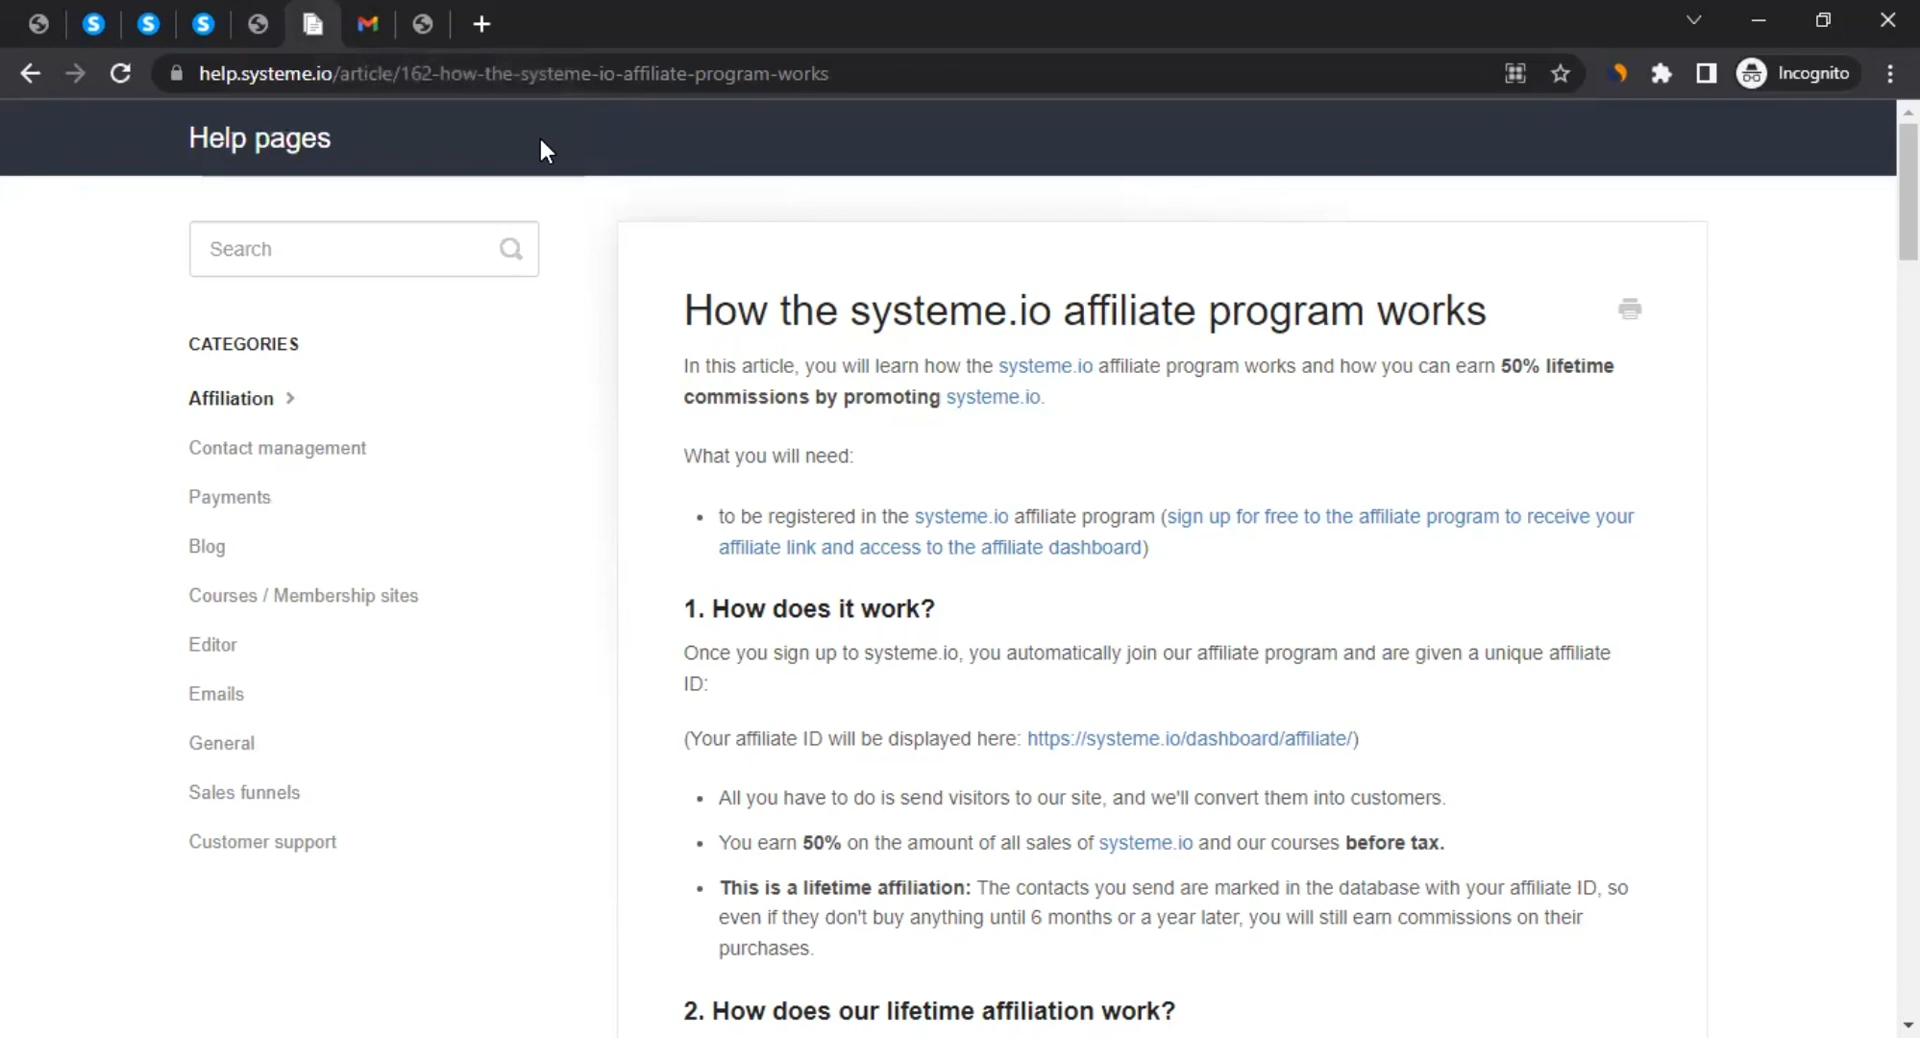 help.systeme.io/article/162-how-the-systeme-io-affiliate-program-works
Incognito
Help pages
Search
CATEGORIES
Affiliation
Contact management
Payments
Blog
Courses / Membership sites
Editor
Emails
General
Sales funnels
Customer support
How the systeme.io affiliate program works
In this article, you will learn how the systeme.io affiliate program works and how you can earn 50% lifetime
commissions by promoting systeme.io.
What you will need:
• to be registered in the systeme.io affiliate program (sign up for free to the affiliate program to receive your
affiliate link and access to the affiliate dashboard)
1. How does it work?
Once you sign up to systeme.io, you automatically join our affiliate program and are given a unique affiliate
ID:
(Your affiliate ID will be displayed here: https://systeme.io/dashboard/affiliate/)
• All you have to do is send visitors to our site, and we'll convert them into customers.
• You earn 50% on the amount of all sales of systeme.io and our courses before tax.
• This is a lifetime affiliation: The contacts you send are marked in the database with your affiliate ID, so
even if they don't buy anything until 6 months or a year later, you will still earn commissions on their
purchases.
2. How does our lifetime affiliation work?